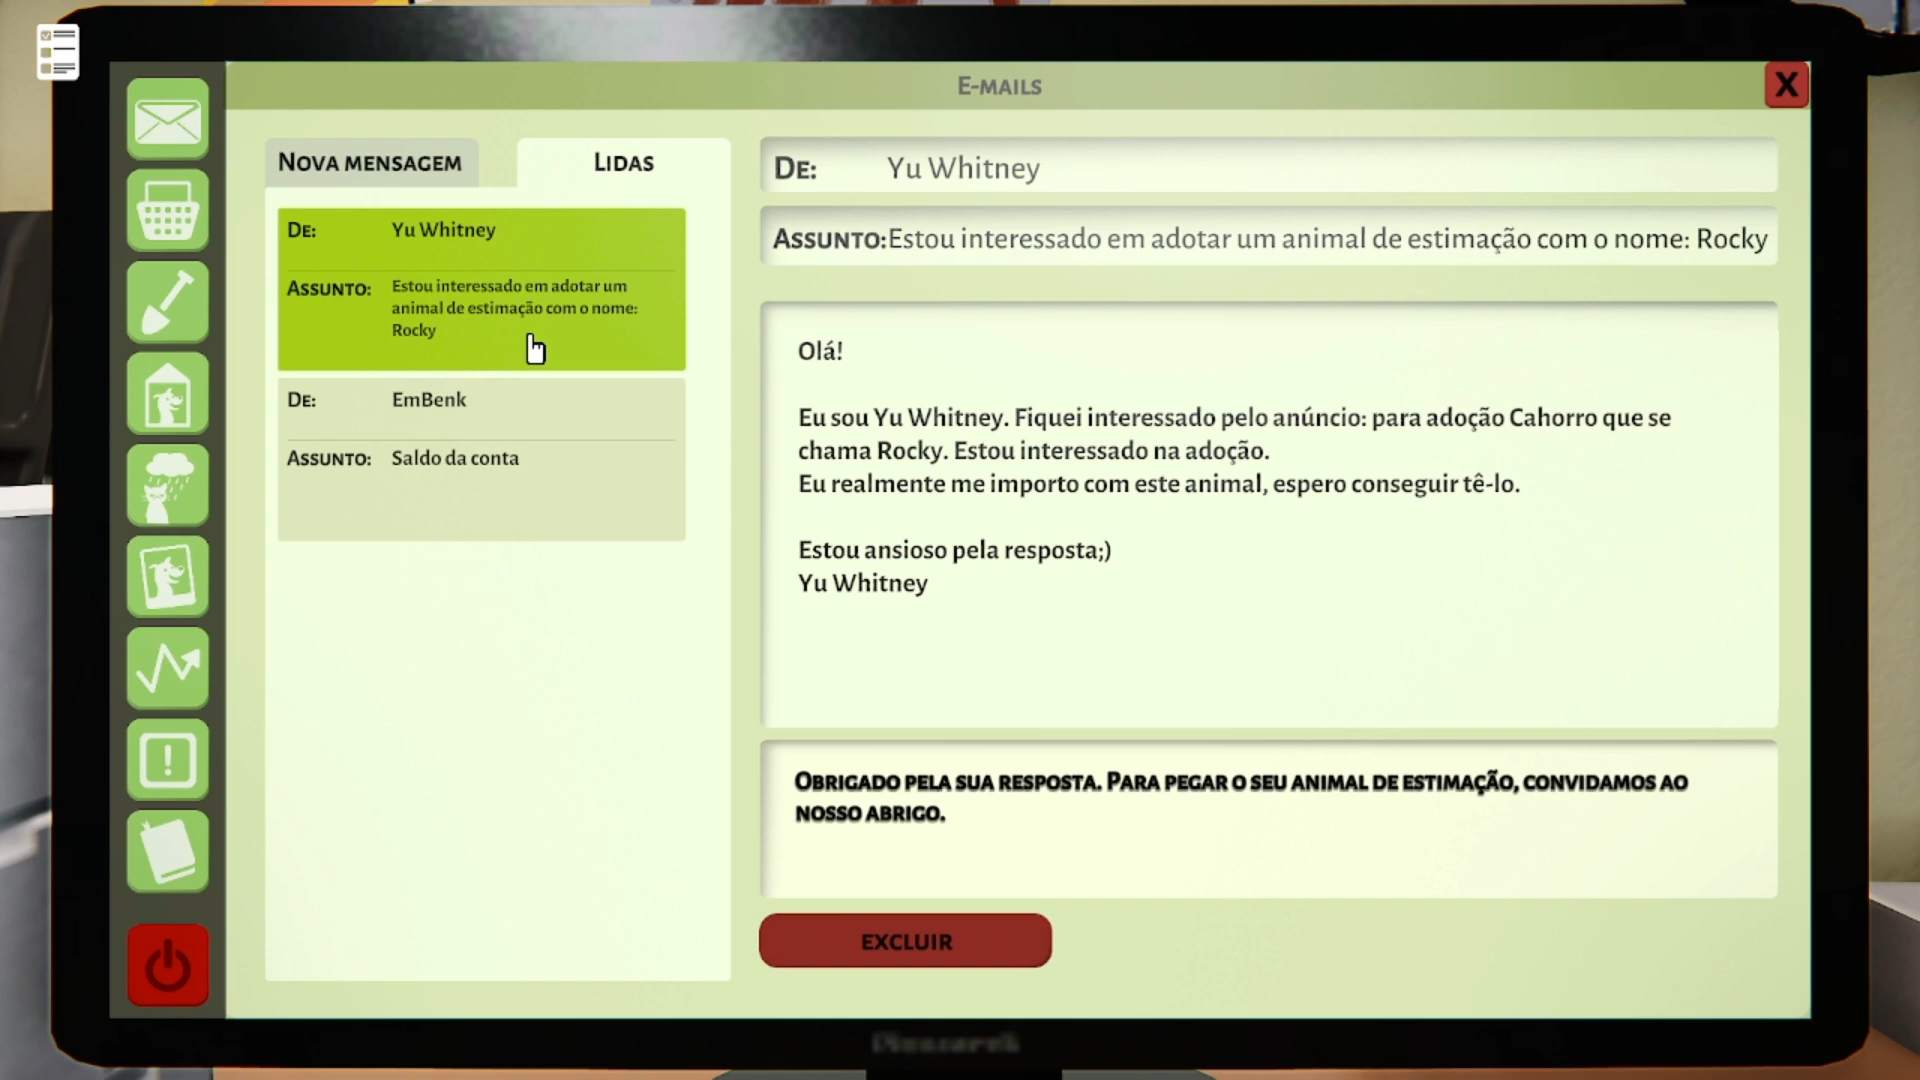 E-MAILS
X
NOVA MENSAGEM
LIDAS
DE: Yu Whitney
ASSUNTO: Estou interessado em adotar um
animal de estimação com o nome:
Rocky
DE: EmBenk
ASSUNTO: Saldo da conta
DE: Yu Whitney
ASSUNTO:Estou interessado em adotar um animal de estimação com o nome: Rocky
Olá!
Eu sou Yu Whitney. Fiquei interessado pelo anúncio: para adoção Cahorro que se
chama Rocky. Estou interessado na adoção.
Eu realmente me importo com este animal, espero conseguir tê-lo.
Estou ansioso pela resposta;)
Yu Whitney
OBRIGADO PELA SUA RESPOSTA. PARA PEGAR O SEU ANIMAL DE ESTIMAÇÃO, CONVIDAMOS AO
NOSSO ABRIGO.
EXCLUIR